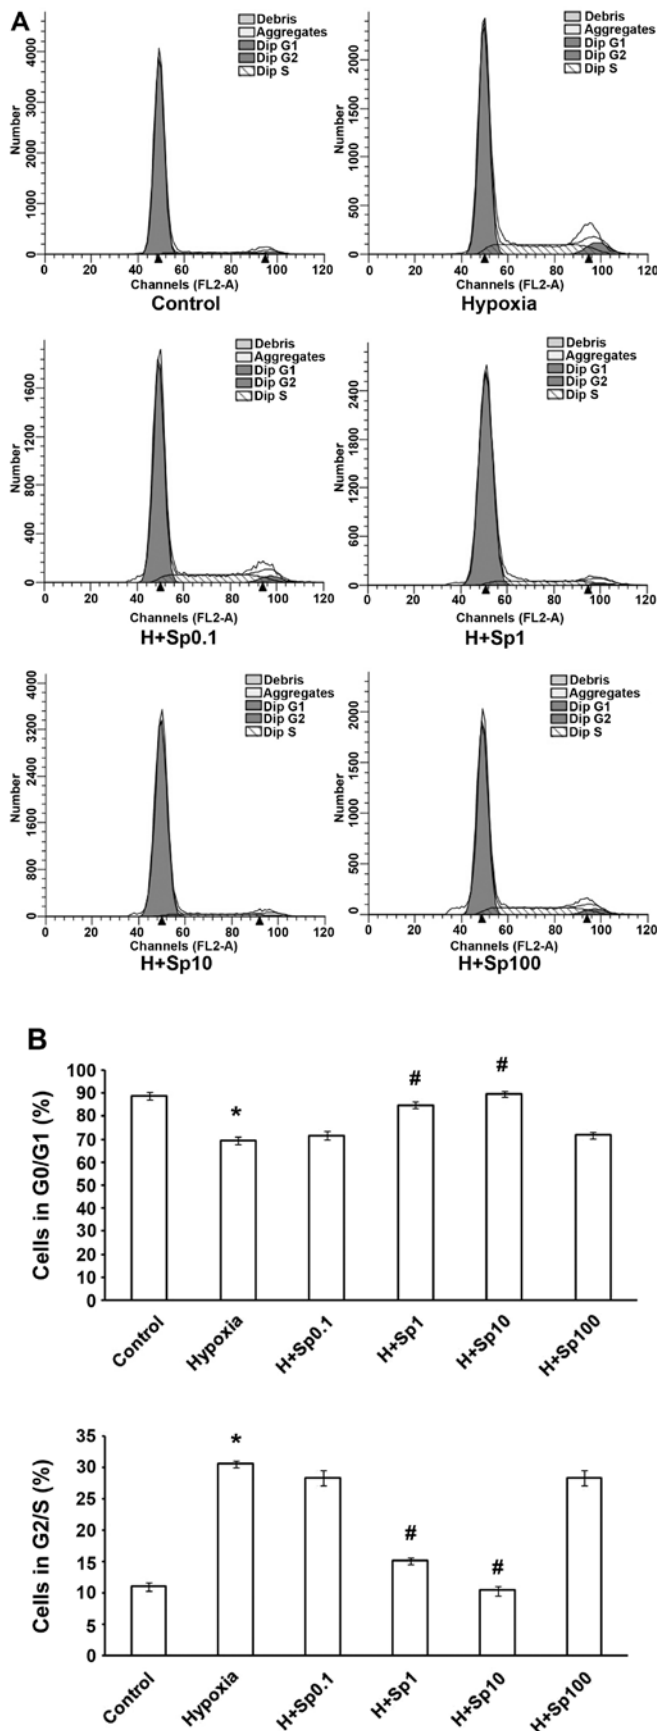 A
Debris
Aggregates
Dip G1
Dip G2
Dip S
Number
4000
3000
1000
0
0 20 40 60 80 100 120
Channels (FL2-A)
Control
Debris
Aggregates
Dip G1
Dip G2
Dip S
Number
2000
1500
1000
500
0
0 20 40 60 80 100 120
Channels (FL2-A)
Hypoxia
Debris
Aggregates
Dip G1
Dip G2
Dip S
Number
1600
1200
800
400
0
0 20 40 60 80 100 120
Channels (FL2-A)
H+Sp0.1
Debris
Aggregates
Dip G1
Dip G2
Dip S
Number
2400
1800
1200
600
0
0 20 40 60 80 100 120
Channels (FL2-A)
H+Sp1
Debris
Aggregates
Dip G1
Dip G2
Dip S
Number
4000
3200
2400
1600
800
0
0 20 40 60 80 100 120
Channels (FL2-A)
H+Sp10
Debris
Aggregates
Dip G1
Dip G2
Dip S
Number
2000
1500
1000
500
0
0 20 40 60 80 100 120
Channels (FL2-A)
H+Sp100
B
Cells in G0/G1 (%)
100
90
80
70
60
50
40
30
20
10
0
*
#
#
Control
Hypoxia
H+Sp0.1
H+Sp1
H+Sp10
H+Sp100
Cells in G2/S (%)
35
30
25
20
15
10
5
0
*
#
#
Control
Hypoxia
H+Sp0.1
H+Sp1
H+Sp10
H+Sp100